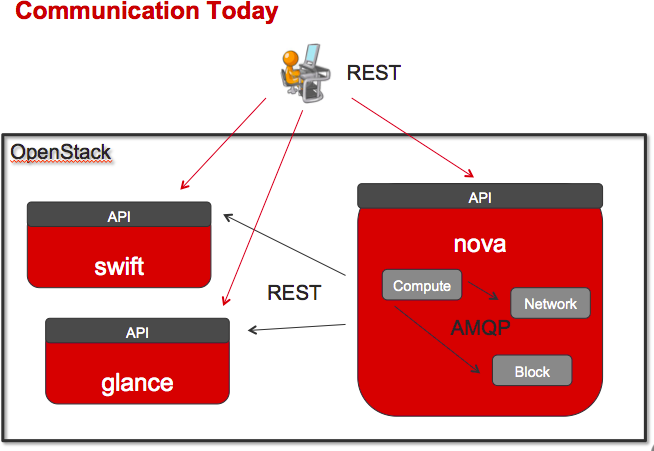 Communication Today
REST
OpenStack
API
swift
API
nova
Compute
Network
AMQP
Block
REST
API
glance